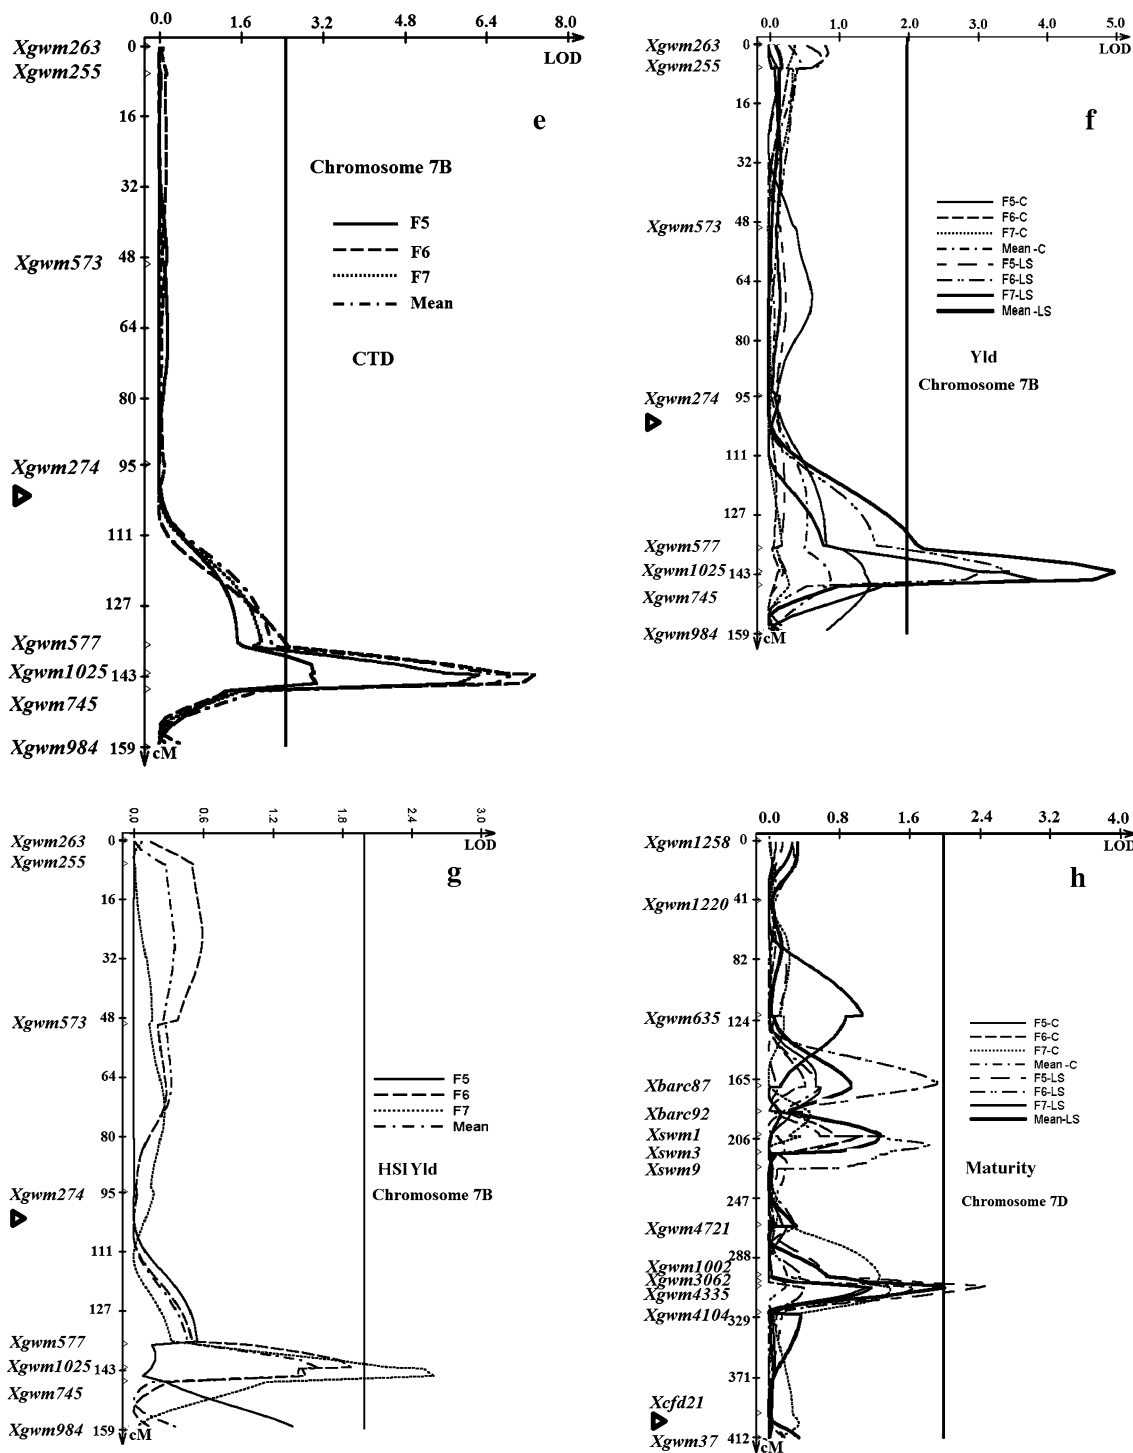 0.0 1.6 3.2 4.8 6.4 8.0
LOD
Xgwm263 0
Xgwm255
16
32
48
Xgwm573
64
80
Xgwm274 95
111
127
Xgwm577
Xgwm1025 143
Xgwm745
Xgwm984 159
cM
e
Chromosome 7B
F5
F6
F7
Mean
CTD
0.0 1.0 2.0 3.0 4.0 5.0
LOD
Xgwm263 0
Xgwm255
16
32
48
Xgwm573
64
80
Xgwm274 95
111
127
Xgwm577
Xgwm1025 143
Xgwm745
Xgwm984 159
cM
f
F5-C
F6-C
F7-C
Mean -C
F5-LS
F6-LS
F7-LS
Mean -LS
Yld
Chromosome 7B
0.0 0.6 1.2 1.8 2.4 3.0
LOD
Xgwm263 0
Xgwm255
16
32
48
Xgwm573
64
80
Xgwm274 95
111
127
Xgwm577
Xgwm1025 143
Xgwm745
Xgwm984 159
cM
g
F5
F6
F7
Mean
HSI Yld
Chromosome 7B
0.0 0.8 1.6 2.4 3.2 4.0
LOD
Xgwm1258 0
Xgwm1220 41
82
Xgwm635 124
165
Xbarc87
Xbarc92
Xswm1 206
Xswm3
Xswm9
247
Xgwm4721
288
Xgwm1002
Xgwm3062
Xgwm4335
Xgwm4104 329
371
Xcfd21
Xgwm37 412
cM
h
F5-C
F6-C
F7-C
Mean -C
F5-LS
F6-LS
F7-LS
Mean-LS
Maturity
Chromosome 7D